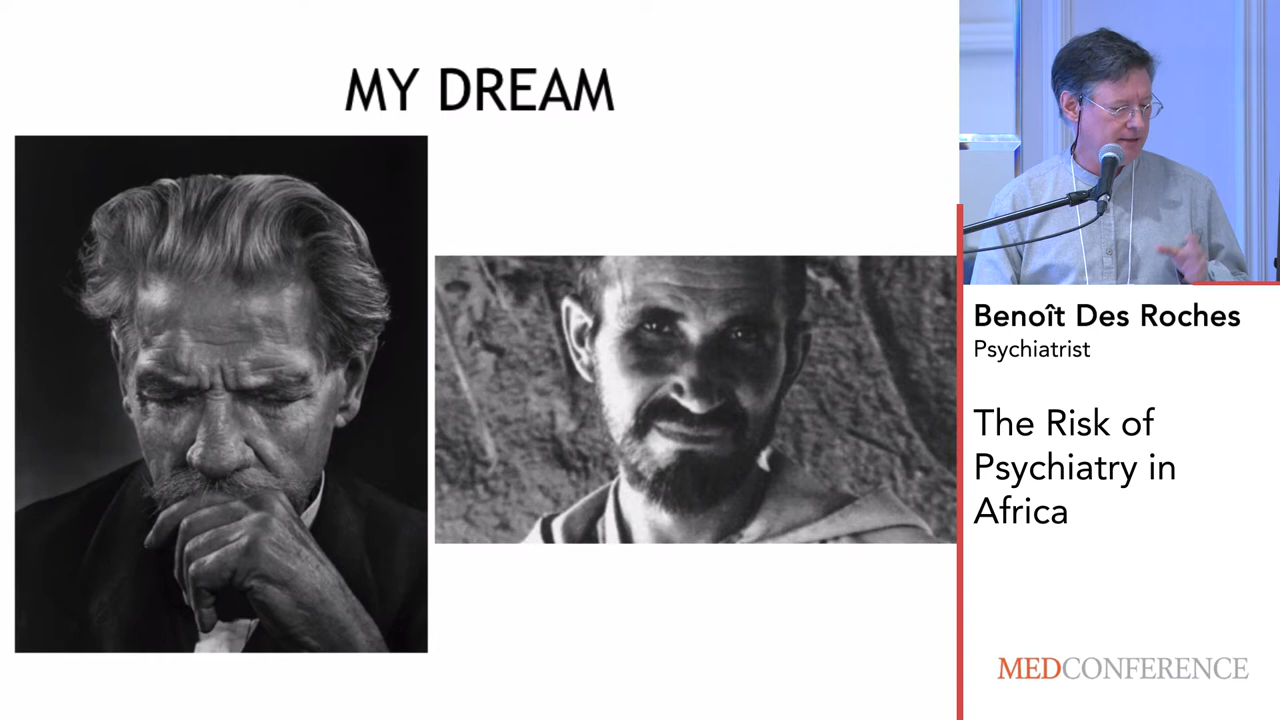 MY DREAM
Benoît Des Roches
Psychiatrist
The Risk of
Psychiatry in
Africa
MEDCONFERENCE